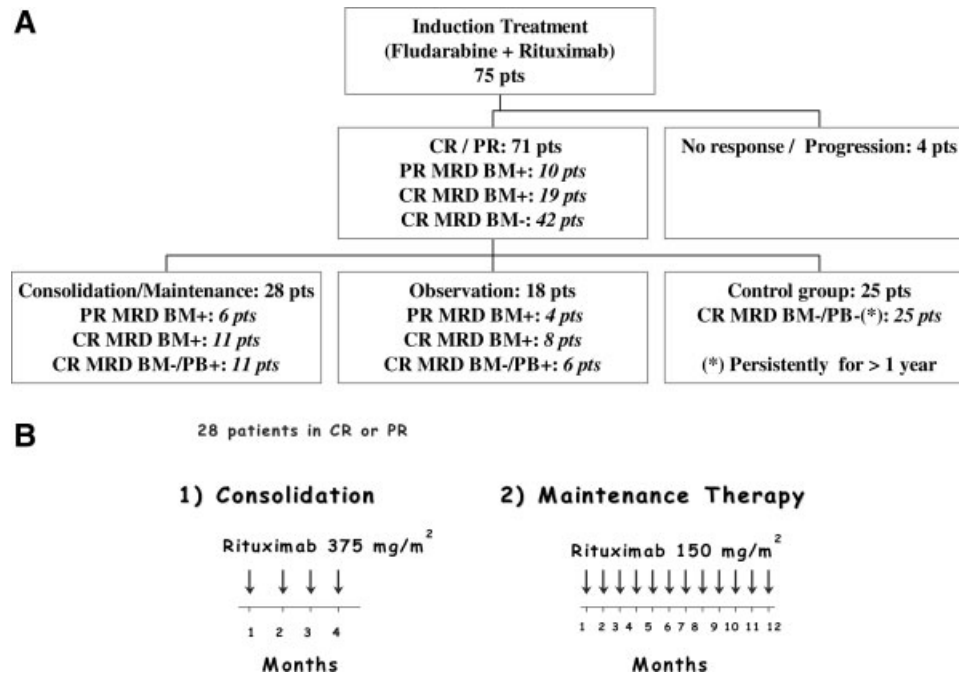 A
Induction Treatment
(Fludarabine + Rituximab)
75 pts
CR / PR: 71 pts
PR MRD BM+: 10 pts
CR MRD BM+: 19 pts
CR MRD BM-: 42 pts
No response / Progression: 4 pts
Consolidation/Maintenance: 28 pts
PR MRD BM+: 6 pts
CR MRD BM+: 11 pts
CR MRD BM-/PB+: 11 pts
Observation: 18 pts
PR MRD BM+: 4 pts
CR MRD BM+: 8 pts
CR MRD BM-/PB+: 6 pts
Control group: 25 pts
CR MRD BM-/PB-(*): 25 pts
(*) Persistently for > 1 year
B
28 patients in CR or PR
1) Consolidation
Rituximab 375 mg/m²
1 2 3 4
Months
2) Maintenance Therapy
Rituximab 150 mg/m²
1 2 3 4 5 6 7 8 9 10 11 12
Months